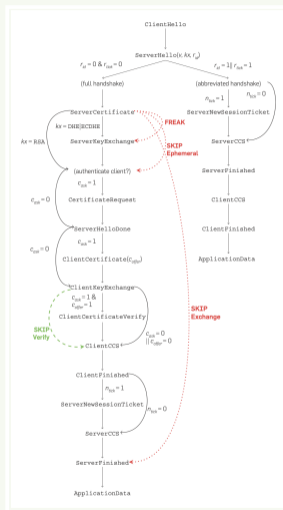 ClientHello
ServerHello(v, kx, r_id)
r_id = 0 & r_tick = 0
r_id = 1 || r_tick = 1
(full handshake)
(abbreviated handshake)
n_tick = 1
n_tick = 0
ServerCertificate
ServerNewSessionTicket
kx = DHE|ECDHE
FREAK
kx = RSA
ServerKeyExchange
ServerCCS
SKIP
Ephemeral
(authenticate client?)
ServerFinished
c_ask = 1
c_ask = 0
CertificateRequest
ClientCCS
ServerHelloDone
ClientFinished
c_ask = 1
c_ask = 0
ClientCertificate(c_offer)
ApplicationData
ClientKeyExchange
c_ask = 1 &
c_offer = 1
SKIP
Exchange
ClientCertificateVerify
SKIP
Verify
c_ask = 0
|| c_offer = 0
ClientCCS
ClientFinished
n_tick = 1
ServerNewSessionTicket
n_tick = 0
ServerCCS
ServerFinished
ApplicationData